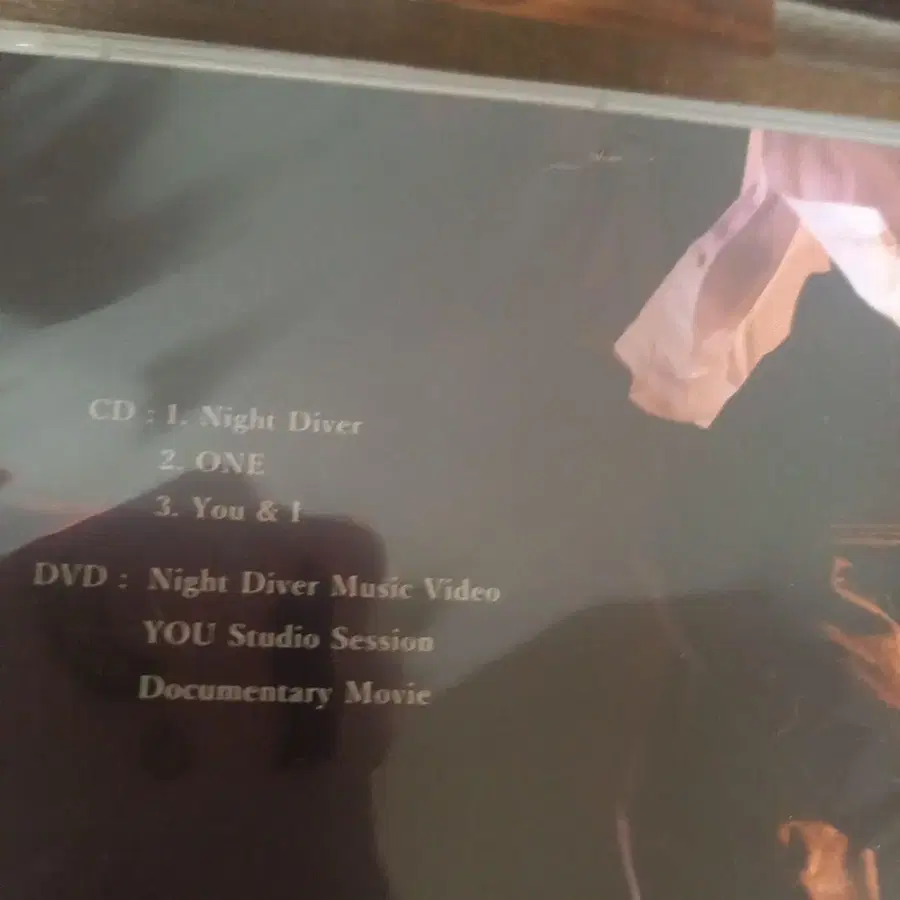 CD : 1. Night Diver
2. ONE
3. You & I
DVD : Night Diver Music Video
YOU Studio Session
Documentary Movie